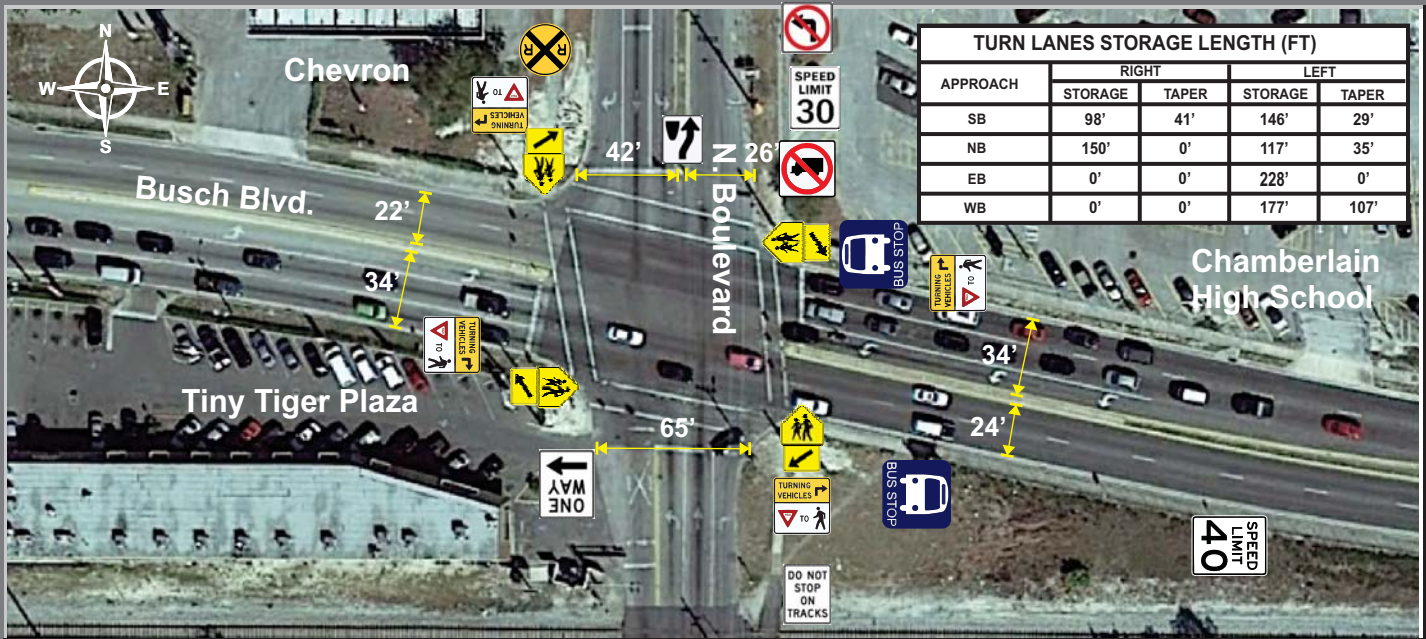 N
W E
S
Chevron
R R
TO
TURNING
VEHICLES
42’
26’
N. Boulevard
SPEED
LIMIT
30
TURN LANES STORAGE LENGTH (FT)
APPROACH RIGHT LEFT
STORAGE TAPER STORAGE TAPER
SB 98’ 41’ 146’ 29’
NB 150’ 0’ 117’ 35’
EB 0’ 0’ 228’ 0’
WB 0’ 0’ 177’ 107’
Busch Blvd.
22’
34’
BUS STOP
TURNING
VEHICLES
TO
Chamberlain
High School
TURNING
VEHICLES
TO
34’
24’
Tiny Tiger Plaza
65’
ONE
WAY
TURNING
VEHICLES
TO
BUS STOP
SPEED
LIMIT
40
DO NOT
STOP
ON
TRACKS